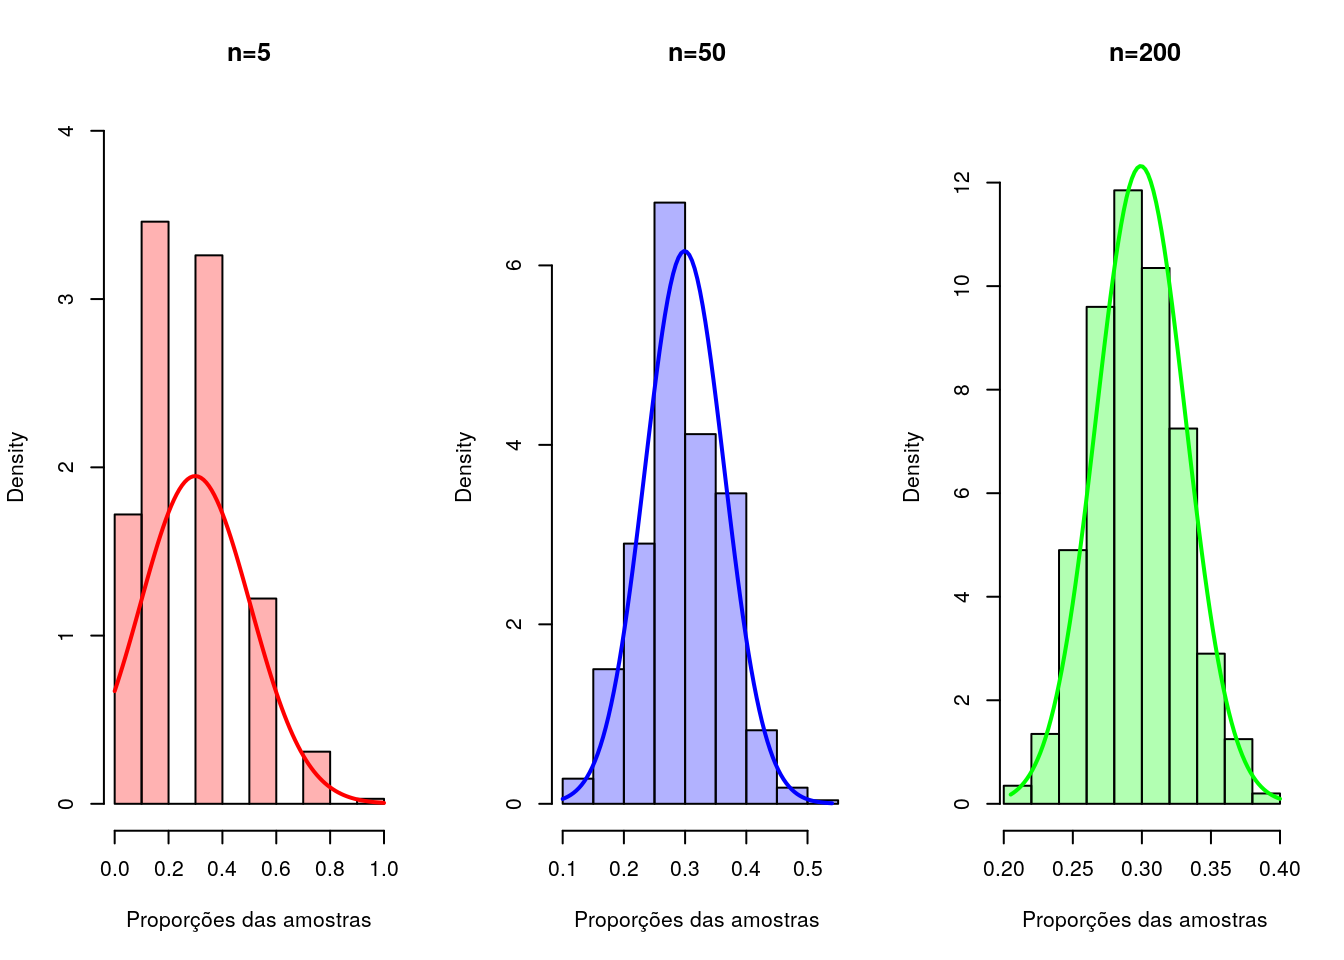 n=5
Density
0
1
2
3
4
0.0 0.2 0.4 0.6 0.8 1.0
Proporções das amostras
n=50
Density
0
2
4
6
0.1 0.2 0.3 0.4 0.5
Proporções das amostras
n=200
Density
0
2
4
6
8
10
12
0.20 0.25 0.30 0.35 0.40
Proporções das amostras